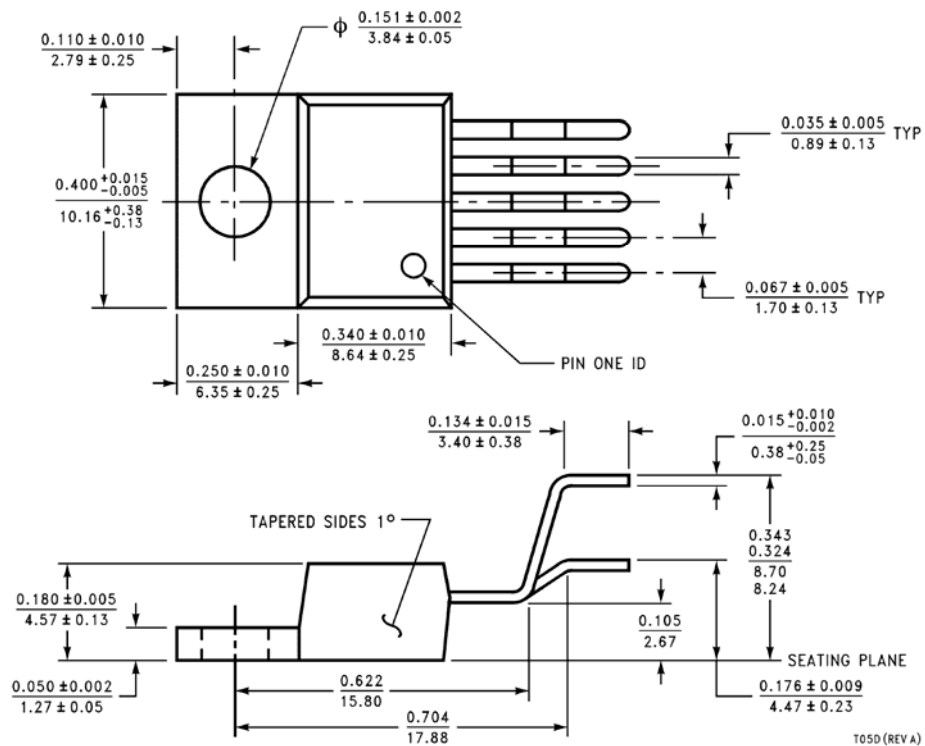 ϕ 0.151 ± 0.002
3.84 ± 0.05
0.110 ± 0.010
2.79 ± 0.25
0.035 ± 0.005 TYP
0.89 ± 0.13
0.400 +0.015 -0.005
10.16 +0.38 -0.13
0.067 ± 0.005 TYP
1.70 ± 0.13
0.340 ± 0.010
8.64 ± 0.25
PIN ONE ID
0.250 ± 0.010
6.35 ± 0.25
0.134 ± 0.015
3.40 ± 0.38
0.015 +0.010 -0.002
0.38 +0.25 -0.05
TAPERED SIDES 1°
0.343
0.324
8.70
8.24
0.180 ± 0.005
4.57 ± 0.13
0.105
2.67
SEATING PLANE
0.050 ± 0.002
1.27 ± 0.05
0.622
15.80
0.176 ± 0.009
4.47 ± 0.23
0.704
17.88
T05D (REV A)